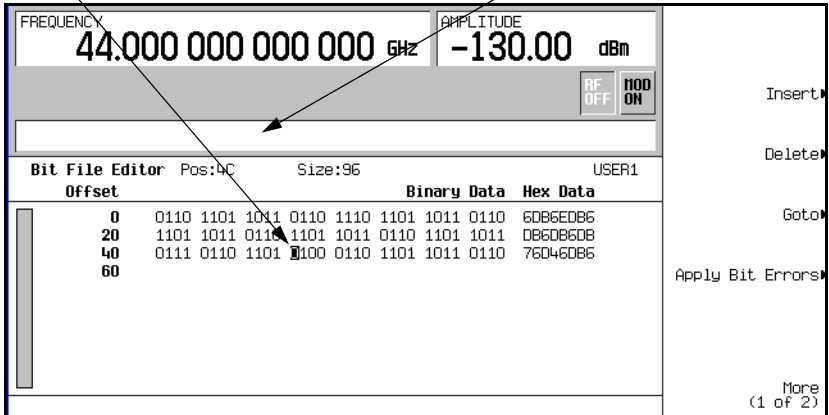 FREQUENCY
44.000 000 000 000 GHz
AMPLITUDE
-130.00 dBm
RF OFF
MOD ON
Insert
Delete
Goto
Apply Bit Errors
More
(1 of 2)
Bit File Editor Pos:4C Size:96 USER1
Offset Binary Data Hex Data
0 0110 1101 1011 0110 1110 1101 1011 0110 6DB6EDB6
20 1101 1011 0110 1101 1011 0110 1101 1011 DB6DB6DB
40 0111 0110 1101 0100 0110 1101 1011 0110 76D46DB6
60